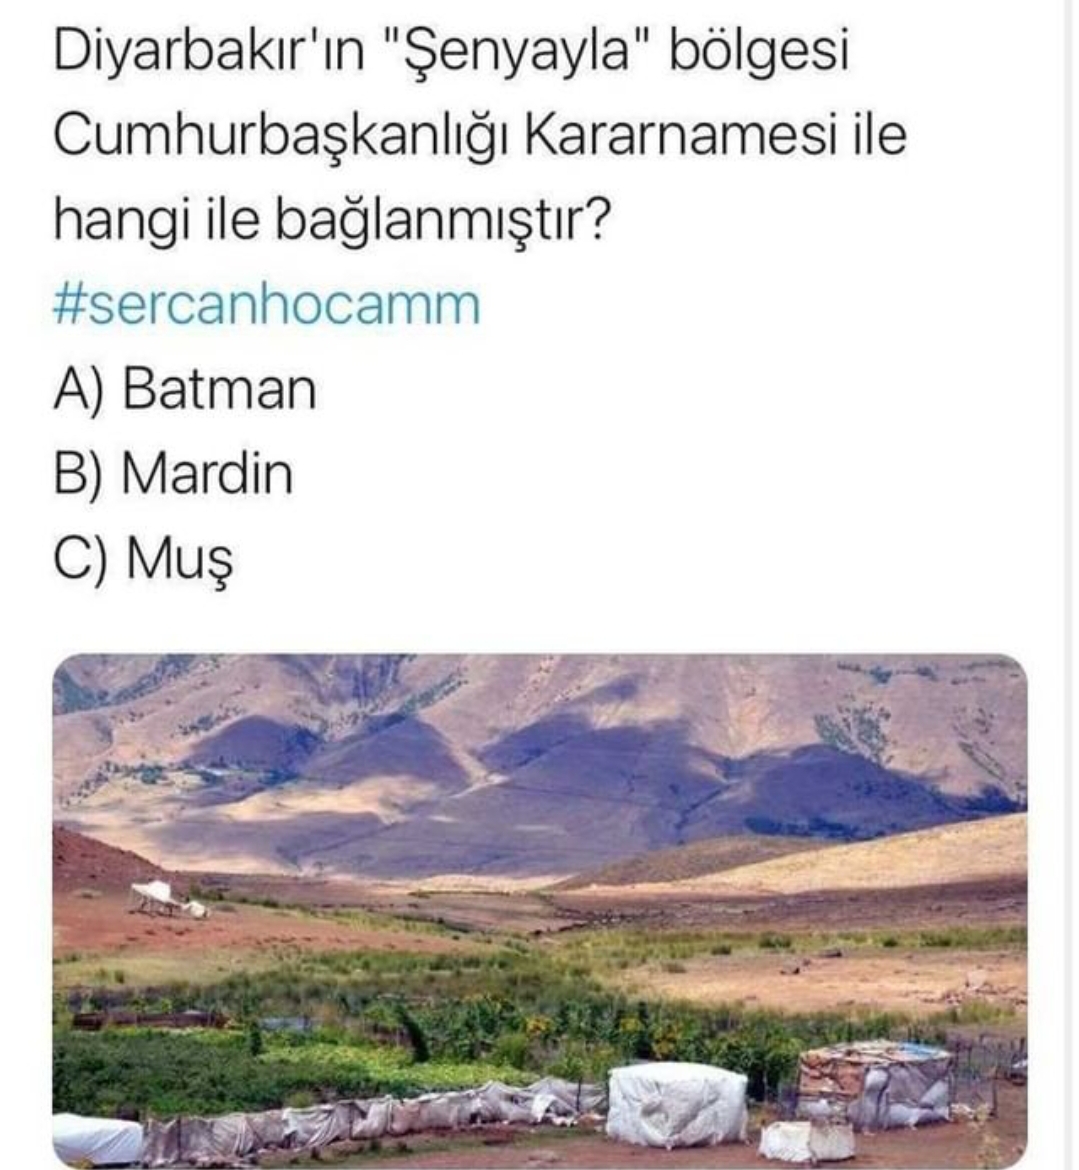 Diyarbakır'ın "Şenyayla" bölgesi
Cumhurbaşkanlığı Kararnamesi ile
hangi ile bağlanmıştır?
#sercanhocamm
A) Batman
B) Mardin
C) Muş